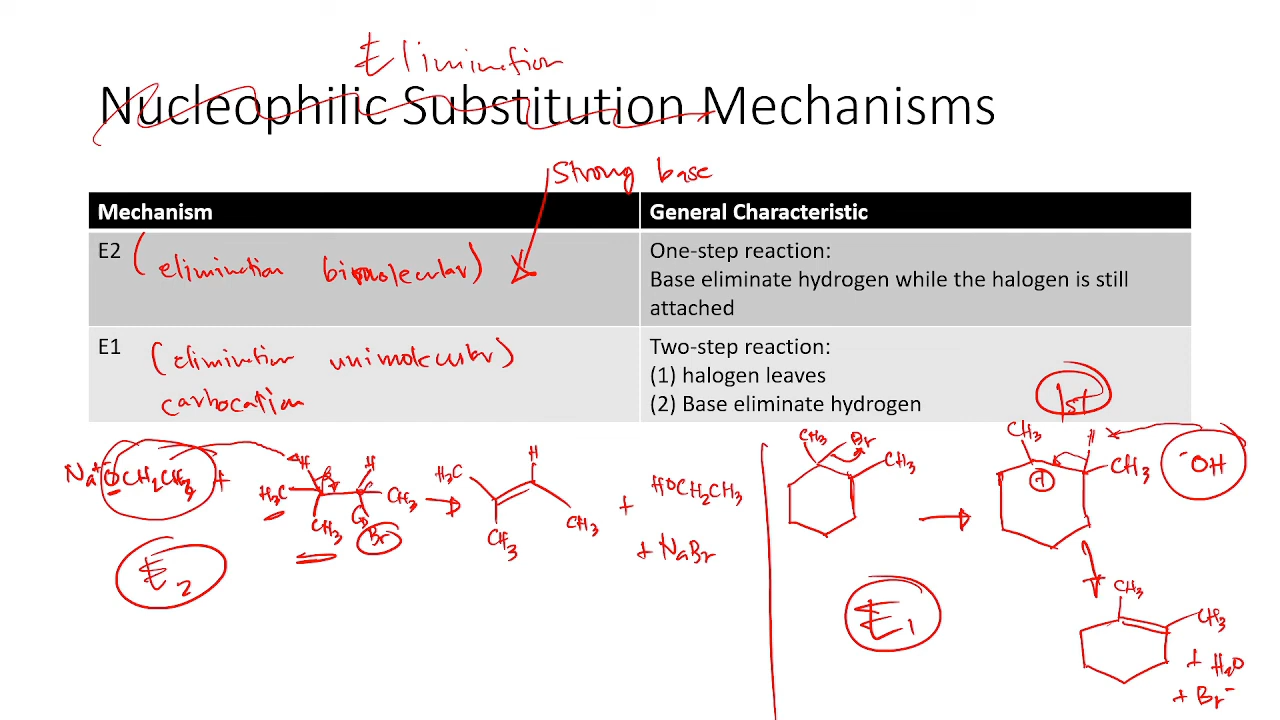 Elimination
Nucleophilic Substitution Mechanisms
Strong base
Mechanism General Characteristic
E2 (elimination bimolecular) One-step reaction:
Base eliminate hydrogen while the halogen is still
attached
E1 (elimination unimolecular) Two-step reaction:
carbocation (1) halogen leaves
(2) Base eliminate hydrogen
1st
Na+ -OCH2CH3 + H H
H3C CH3
CH3 Br
H3C H
CH3 CH3
+ HOCH2CH3
+ NaBr
E2
CH3 Br
CH3
E1
CH3 H
+ CH3
-OH
CH3
CH3
+ H2O
+ Br-